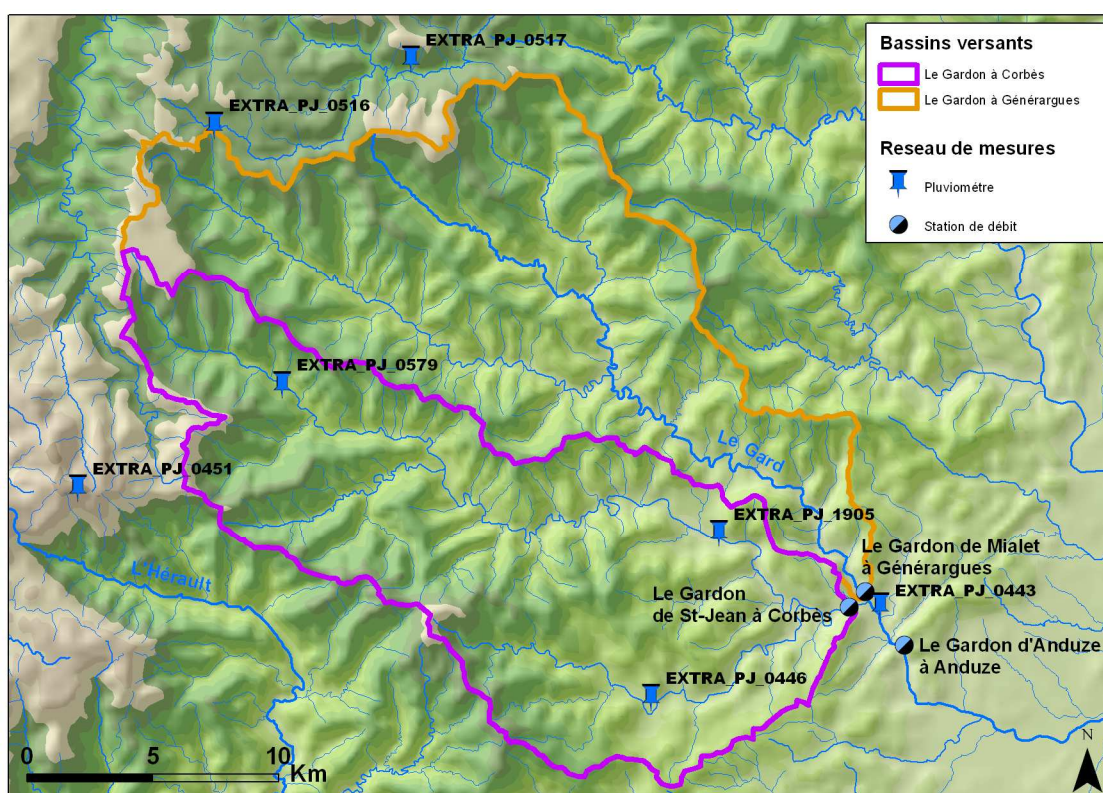 EXTRA_PJ_0517
EXTRA_PJ_0516
Bassins versants
Le Gardon à Corbès
Le Gardon à Générargues
Reseau de mesures
Pluviométre
Station de débit
EXTRA_PJ_0579
EXTRA_PJ_0451
Le Gard
EXTRA_PJ_1905
L'Hérault
Le Gardon de Mialet
à Générargues
EXTRA_PJ_0443
Le Gardon
de St-Jean à Corbès
Le Gardon d'Anduze
à Anduze
EXTRA_PJ_0446
0 5 10
Km
N